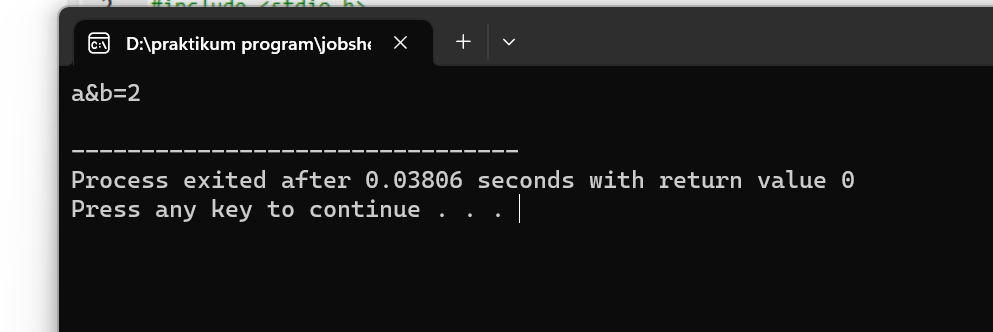 2 #include <stdio.h>
D:\praktikum program\jobshe
a&b=2
--------------------------------
Process exited after 0.03806 seconds with return value 0
Press any key to continue . . .